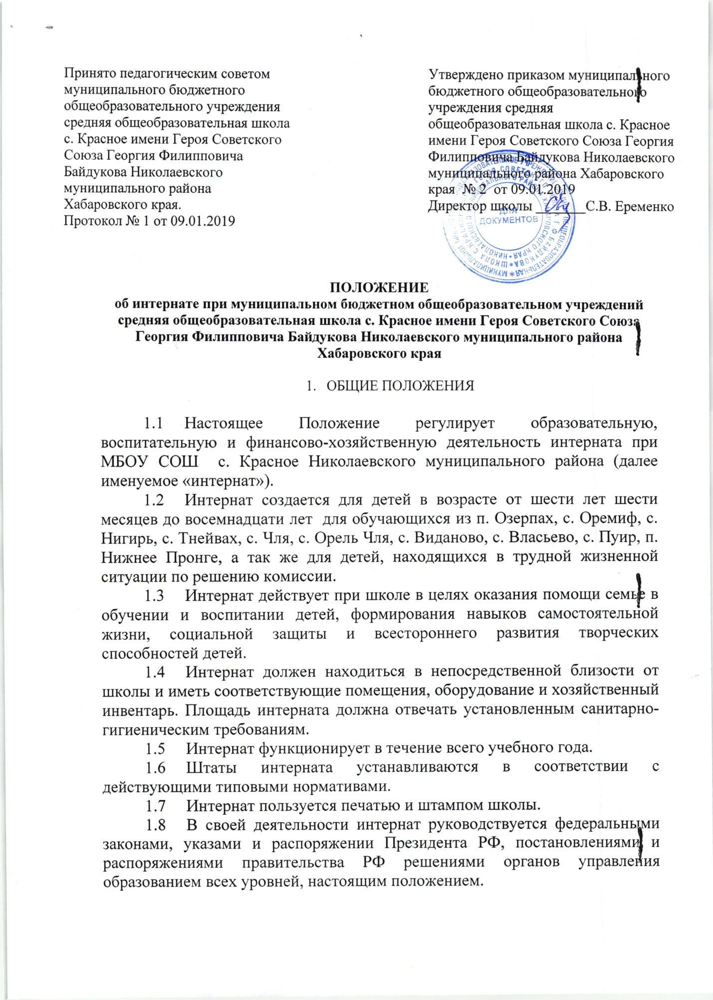 Принято педагогическим советом
муниципального бюджетного
общеобразовательного учреждения
средняя общеобразовательная школа
с. Красное имени Героя Советского
Союза Георгия Филипповича
Байдукова Николаевского
муниципального района
Хабаровского края.
Протокол № 1 от 09.01.2019
Утверждено приказом муниципального
бюджетного общеобразовательного
учреждения средняя
общеобразовательная школа с. Красное
имени Героя Советского Союза Георгия
Филипповича Байдукова Николаевского
муниципального района Хабаровского
края № 2 от 09.01.2019
Директор школы _______С.В. Еременко
ДЛЯ
ДОКУМЕНТОВ
ПОЛОЖЕНИЕ
об интернате при муниципальном бюджетном общеобразовательном учреждений
средняя общеобразовательная школа с. Красное имени Героя Советского Союза
Георгия Филипповича Байдукова Николаевского муниципального района
Хабаровского края
1. ОБЩИЕ ПОЛОЖЕНИЯ
1.1 Настоящее Положение регулирует образовательную,
воспитательную и финансово-хозяйственную деятельность интерната при
МБОУ СОШ с. Красное Николаевского муниципального района (далее
именуемое «интернат»).
1.2 Интернат создается для детей в возрасте от шести лет шести
месяцев до восемнадцати лет для обучающихся из п. Озерпах, с. Оремиф, с.
Нигирь, с. Тнейвах, с. Чля, с. Орель Чля, с. Виданово, с. Власьево, с. Пуир, п.
Нижнее Пронге, а так же для детей, находящихся в трудной жизненной
ситуации по решению комиссии.
1.3 Интернат действует при школе в целях оказания помощи семье в
обучении и воспитании детей, формирования навыков самостоятельной
жизни, социальной защиты и всестороннего развития творческих
способностей детей.
1.4 Интернат должен находиться в непосредственной близости от
школы и иметь соответствующие помещения, оборудование и хозяйственный
инвентарь. Площадь интерната должна отвечать установленным санитарно-
гигиеническим требованиям.
1.5 Интернат функционирует в течение всего учебного года.
1.6 Штаты интерната устанавливаются в соответствии с
действующими типовыми нормативами.
1.7 Интернат пользуется печатью и штампом школы.
1.8 В своей деятельности интернат руководствуется федеральными
законами, указами и распоряжении Президента РФ, постановлениями и
распоряжениями правительства РФ решениями органов управления
образованием всех уровней, настоящим положением.